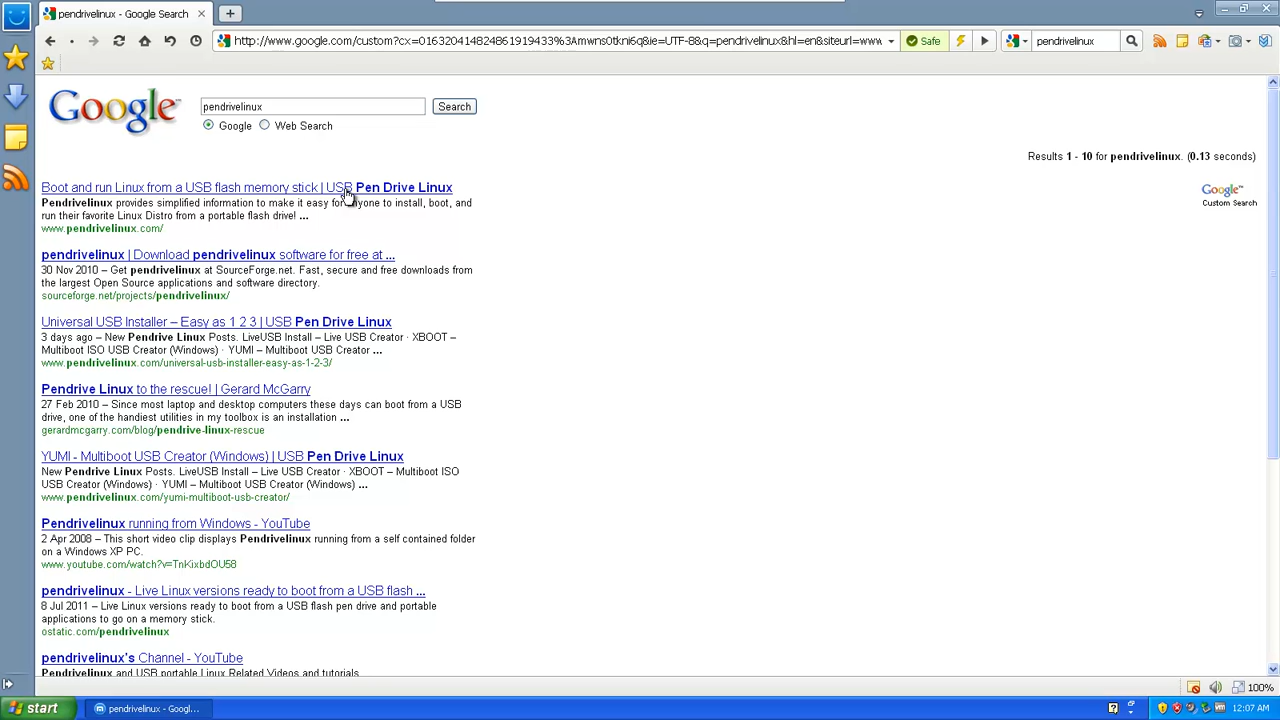 pendrivelinux - Google Search
http://www.google.com/custom?cx=016320414824861919433%3Amwns0tkni6q&ie=UTF-8&q=pendrivelinux&hl=en&siteurl=www
Safe
pendrivelinux
Google
pendrivelinux
Search
Google Web Search
Results 1 - 10 for pendrivelinux. (0.13 seconds)
Boot and run Linux from a USB flash memory stick | USB Pen Drive Linux
Pendrivelinux provides simplified information to make it easy for anyone to install, boot, and
run their favorite Linux Distro from a portable flash drive! ...
www.pendrivelinux.com/
Google
Custom Search
pendrivelinux | Download pendrivelinux software for free at ...
30 Nov 2010 – Get pendrivelinux at SourceForge.net. Fast, secure and free downloads from
the largest Open Source applications and software directory.
sourceforge.net/projects/pendrivelinux/
Universal USB Installer – Easy as 1 2 3 | USB Pen Drive Linux
3 days ago – New Pendrive Linux Posts. LiveUSB Install – Live USB Creator · XBOOT –
Multiboot ISO USB Creator (Windows) · YUMI – Multiboot USB Creator ...
www.pendrivelinux.com/universal-usb-installer-easy-as-1-2-3/
Pendrive Linux to the rescue! | Gerard McGarry
27 Feb 2010 – Since most laptop and desktop computers these days can boot from a USB
drive, one of the handiest utilities in my toolbox is an installation ...
gerardmcgarry.com/blog/pendrive-linux-rescue
YUMI - Multiboot USB Creator (Windows) | USB Pen Drive Linux
New Pendrive Linux Posts. LiveUSB Install – Live USB Creator · XBOOT – Multiboot ISO
USB Creator (Windows) · YUMI – Multiboot USB Creator (Windows) ...
www.pendrivelinux.com/yumi-multiboot-usb-creator/
Pendrivelinux running from Windows - YouTube
2 Apr 2008 – This short video clip displays Pendrivelinux running from a self contained folder
on a Windows XP PC.
www.youtube.com/watch?v=TnKixbdOU58
pendrivelinux - Live Linux versions ready to boot from a USB flash ...
8 Jul 2011 – Live Linux versions ready to boot from a USB flash pen drive and portable
applications to go on a memory stick.
ostatic.com/pendrivelinux
pendrivelinux's Channel - YouTube
Pendrivelinux and USB portable Linux Related Videos and tutorials.
100%
start
pendrivelinux - Googl...
12:07 AM